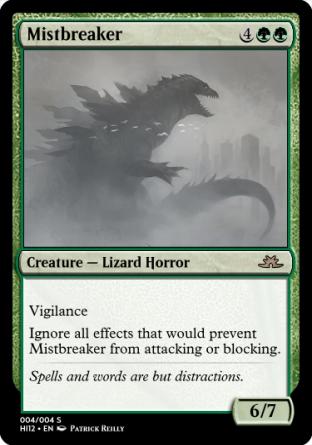 Mistbreaker 4
Creature — Lizard Horror
Vigilance
Ignore all effects that would prevent
Mistbreaker from attacking or blocking.
Spells and words are but distractions.
6/7
004/004 S
HI12 • EN Patrick Reilly